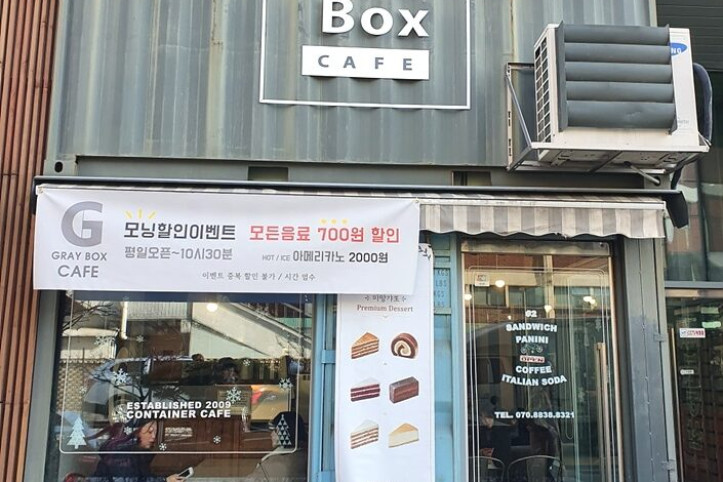 Box
CAFE
G
GRAY BOX
CAFE
모닝할인이벤트 모든음료 700원 할인
평일오픈~10시30분 HOT / ICE 아메리카노 2000원
이벤트 중복 할인 불가 / 시간 엄수
Premium Dessert
ESTABLISHED 2009
CONTAINER CAFE
SANDWICH
PANINI
OPEN
COFFEE
ITALIAN SODA
TEL. 070.8838.8321